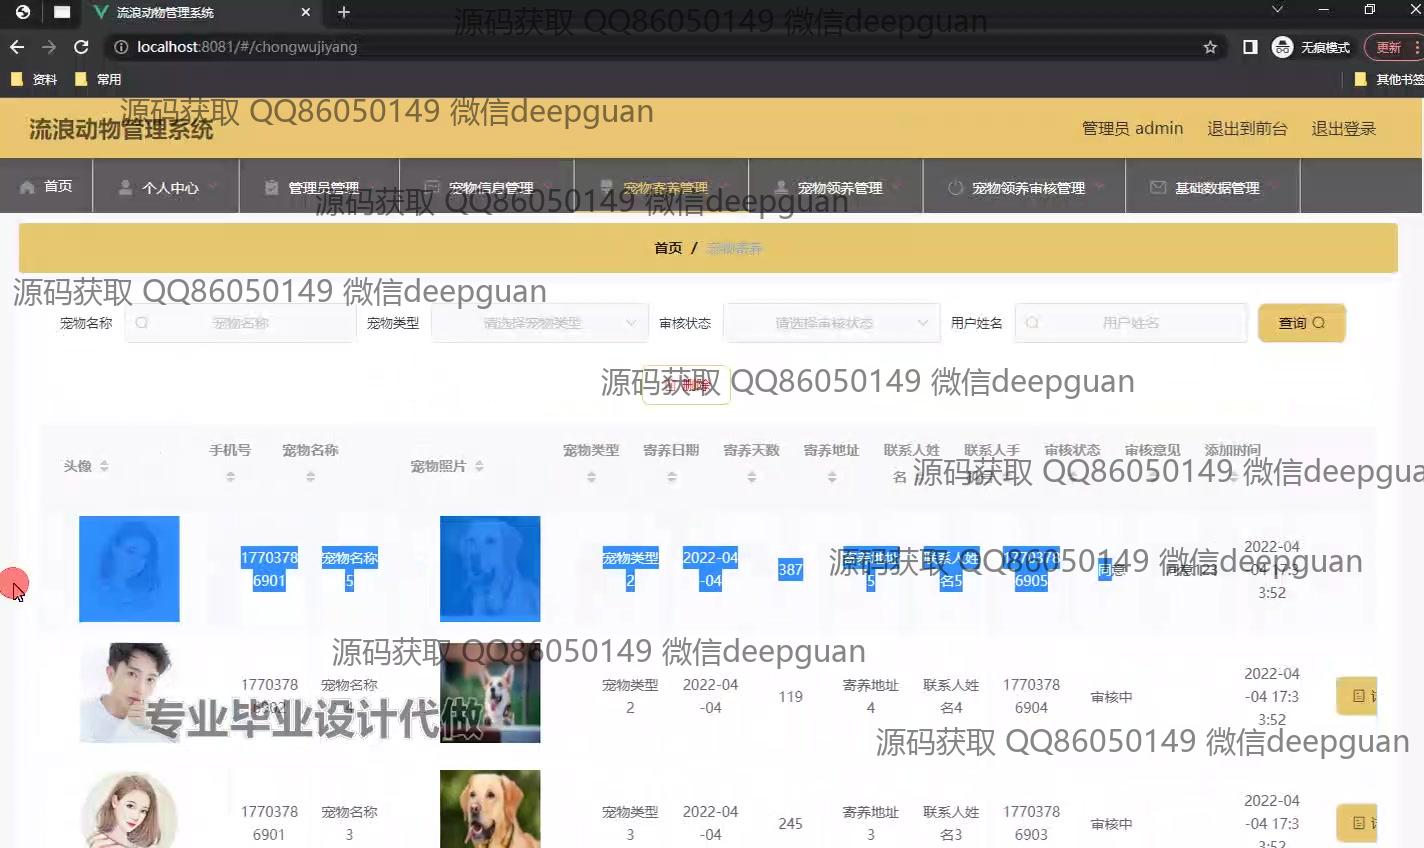 流浪动物管理系统
源码获取 QQ86050149 微信deepguan
localhost:8081/#/chongwujiyang
无痕模式
更新
资料
常用
其他书签
源码获取 QQ86050149 微信deepguan
流浪动物管理系统
管理员 admin
退出到前台
退出登录
首页
个人中心
管理员管理
宠物信息管理
宠物寄养管理
宠物领养管理
宠物领养审核管理
基础数据管理
源码获取 QQ86050149 微信deepguan
首页 / 宠物寄养
源码获取 QQ86050149 微信deepguan
宠物名称
宠物名称
宠物类型
请选择宠物类型
审核状态
请选择审核状态
用户姓名
用户姓名
查询
删除
源码获取 QQ86050149 微信deepguan
头像
手机号
宠物名称
宠物照片
宠物类型
寄养日期
寄养天数
寄养地址
联系人姓
名
联系人手
审核状态
审核意见
添加时间
源码获取 QQ86050149 微信deepgua
1770378
6901
宠物名称
5
宠物类型
2
2022-04
-04
387
寄养地址
5
联系人姓
名5
1770378
6905
同意
同意123
2022-04
-04 17:3
3:52
源码获取 QQ86050149 微信deepguan
源码获取 QQ86050149 微信deepguan
1770378
宠物名称
宠物类型
2
2022-04
-04
119
寄养地址
4
联系人姓
名4
1770378
6904
审核中
2022-04
-04 17:3
3:52
专业毕业设计代做
源码获取 QQ86050149 微信deepguan
1770378
6901
宠物名称
3
宠物类型
3
2022-04
-04
245
寄养地址
3
联系人姓
名3
1770378
6903
审核中
2022-04
-04 17:3
3:52